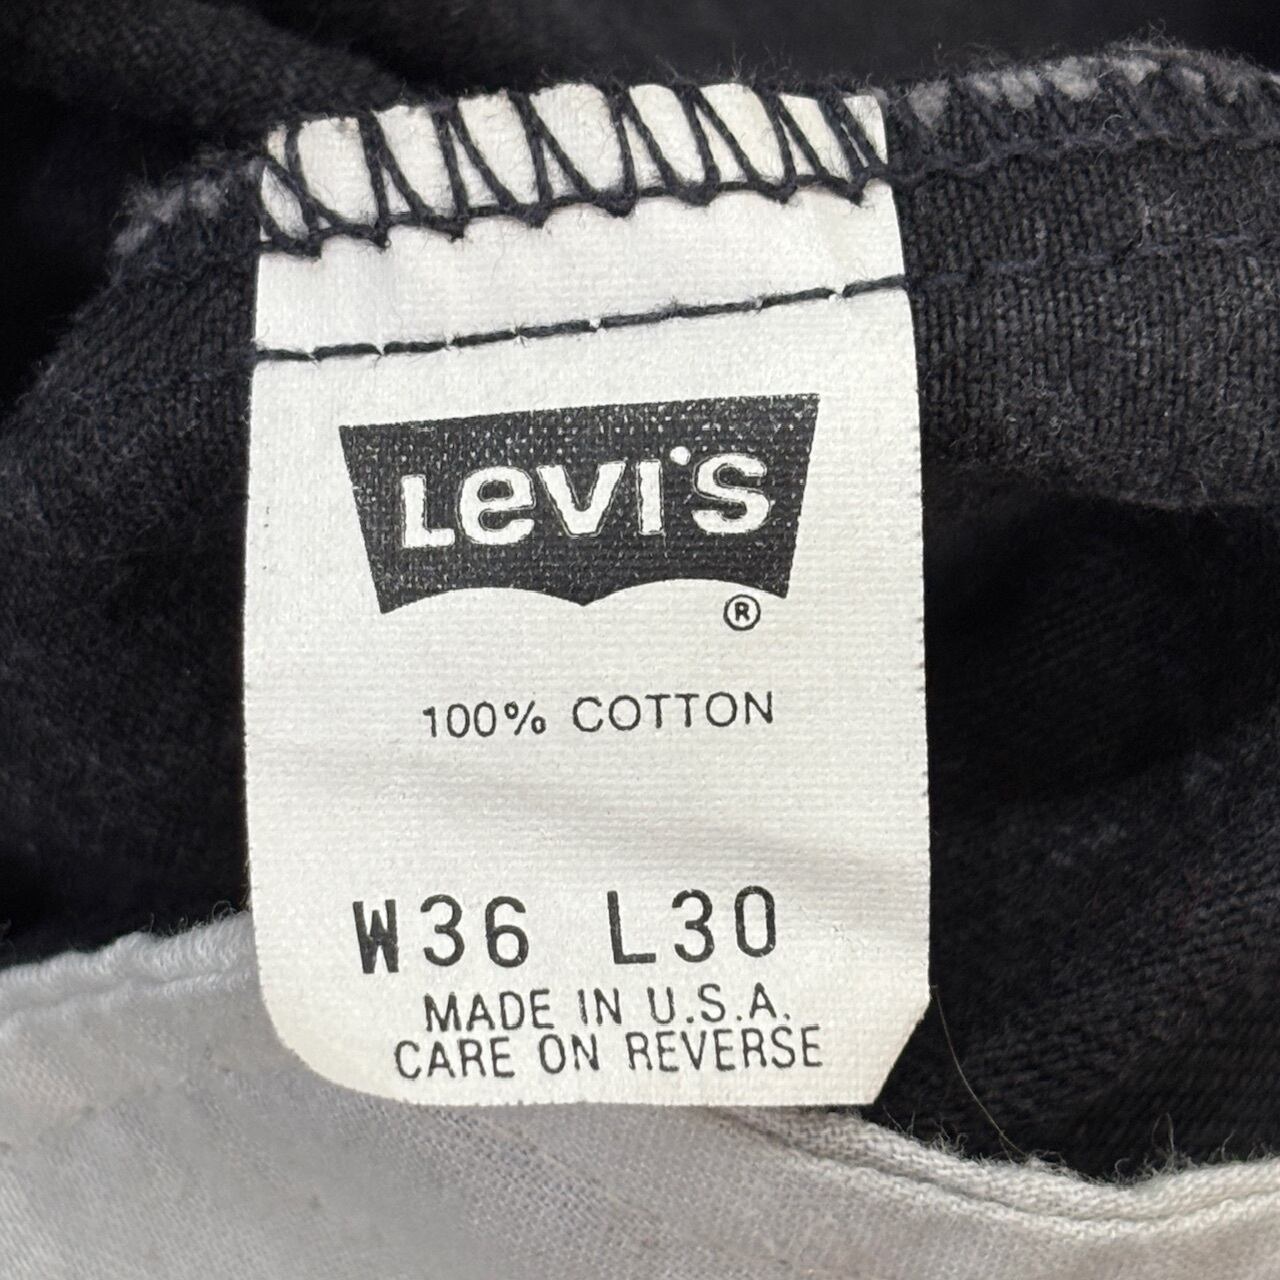 Levi's
®
100% COTTON
W36 L30
MADE IN U.S.A.
CARE ON REVERSE